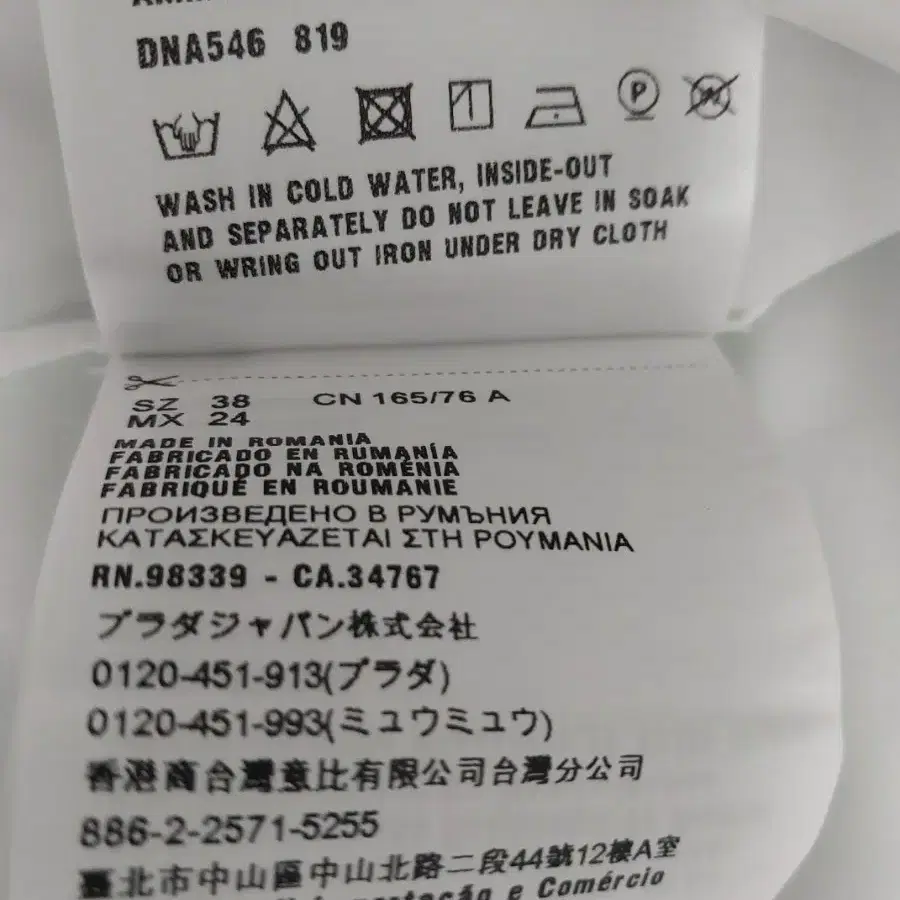 DNA546 819
P
W
WASH IN COLD WATER, INSIDE-OUT
AND SEPARATELY DO NOT LEAVE IN SOAK
OR WRING OUT IRON UNDER DRY CLOTH
SZ 38 CN 165/76 A
MX 24
MADE IN ROMANIA
FABRICADO EN RUMANÍA
FABRICADO NA ROMÉNIA
FABRIQUÉ EN ROUMANIE
ПРОИЗВЕДЕНО В РУМЪНИЯ
ΚΑΤΑΣΚΕΥΑΖΕΤΑΙ ΣΤΗ ΡΟΥΜΑΝΙΑ
RN.98339 - CA.34767
プラダジャパン株式会社
0120-451-913(プラダ)
0120-451-993(ミュウミュウ)
香港商台灣意比有限公司台灣分公司
886-2-2571-5255
臺北市中山區中山北路二段44號12樓A室
e Comércio